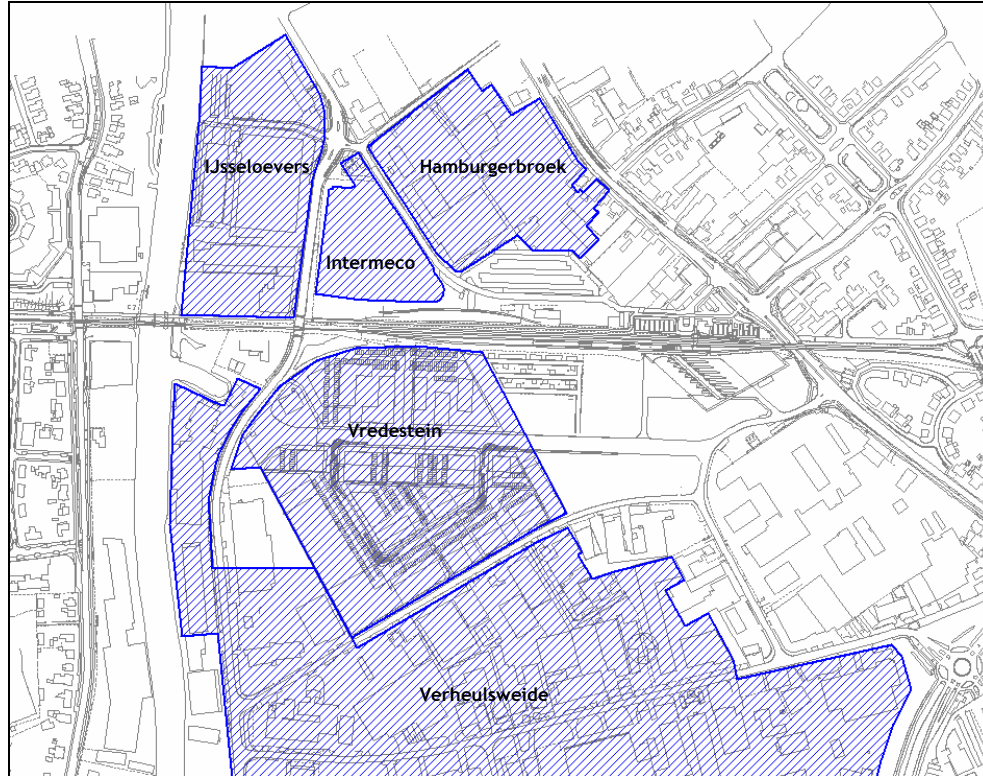 IJsseloevers
Hamburgerbroek
Intermeco
Vredestein
Verheulsweide